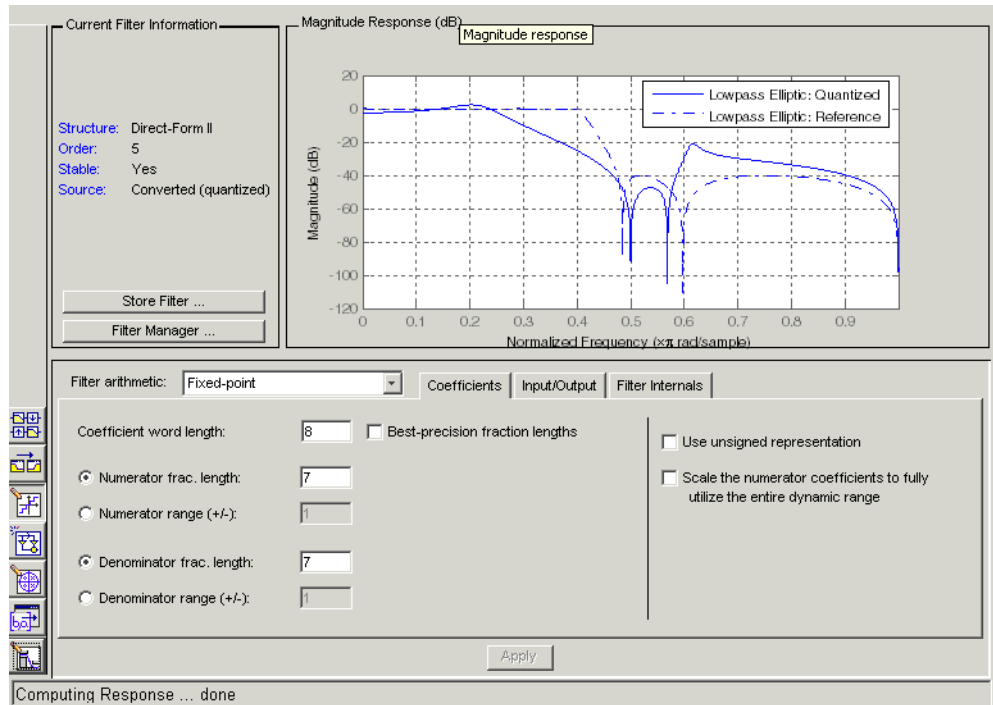 Current Filter Information
Structure: Direct-Form II
Order: 5
Stable: Yes
Source: Converted (quantized)
Store Filter ...
Filter Manager ...
Magnitude Response (dB)
Magnitude response
Lowpass Elliptic: Quantized
Lowpass Elliptic: Reference
20
0
-20
-40
-60
-80
-100
-120
Magnitude (dB)
0 0.1 0.2 0.3 0.4 0.5 0.6 0.7 0.8 0.9
Normalized Frequency (×π rad/sample)
Filter arithmetic: Fixed-point
Coefficients Input/Output Filter Internals
Coefficient word length: 8 Best-precision fraction lengths
Numerator frac. length: 7
Numerator range (+/-): 1
Denominator frac. length: 7
Denominator range (+/-): 1
Use unsigned representation
Scale the numerator coefficients to fully
utilize the entire dynamic range
Apply
[b,a]
Computing Response ... done